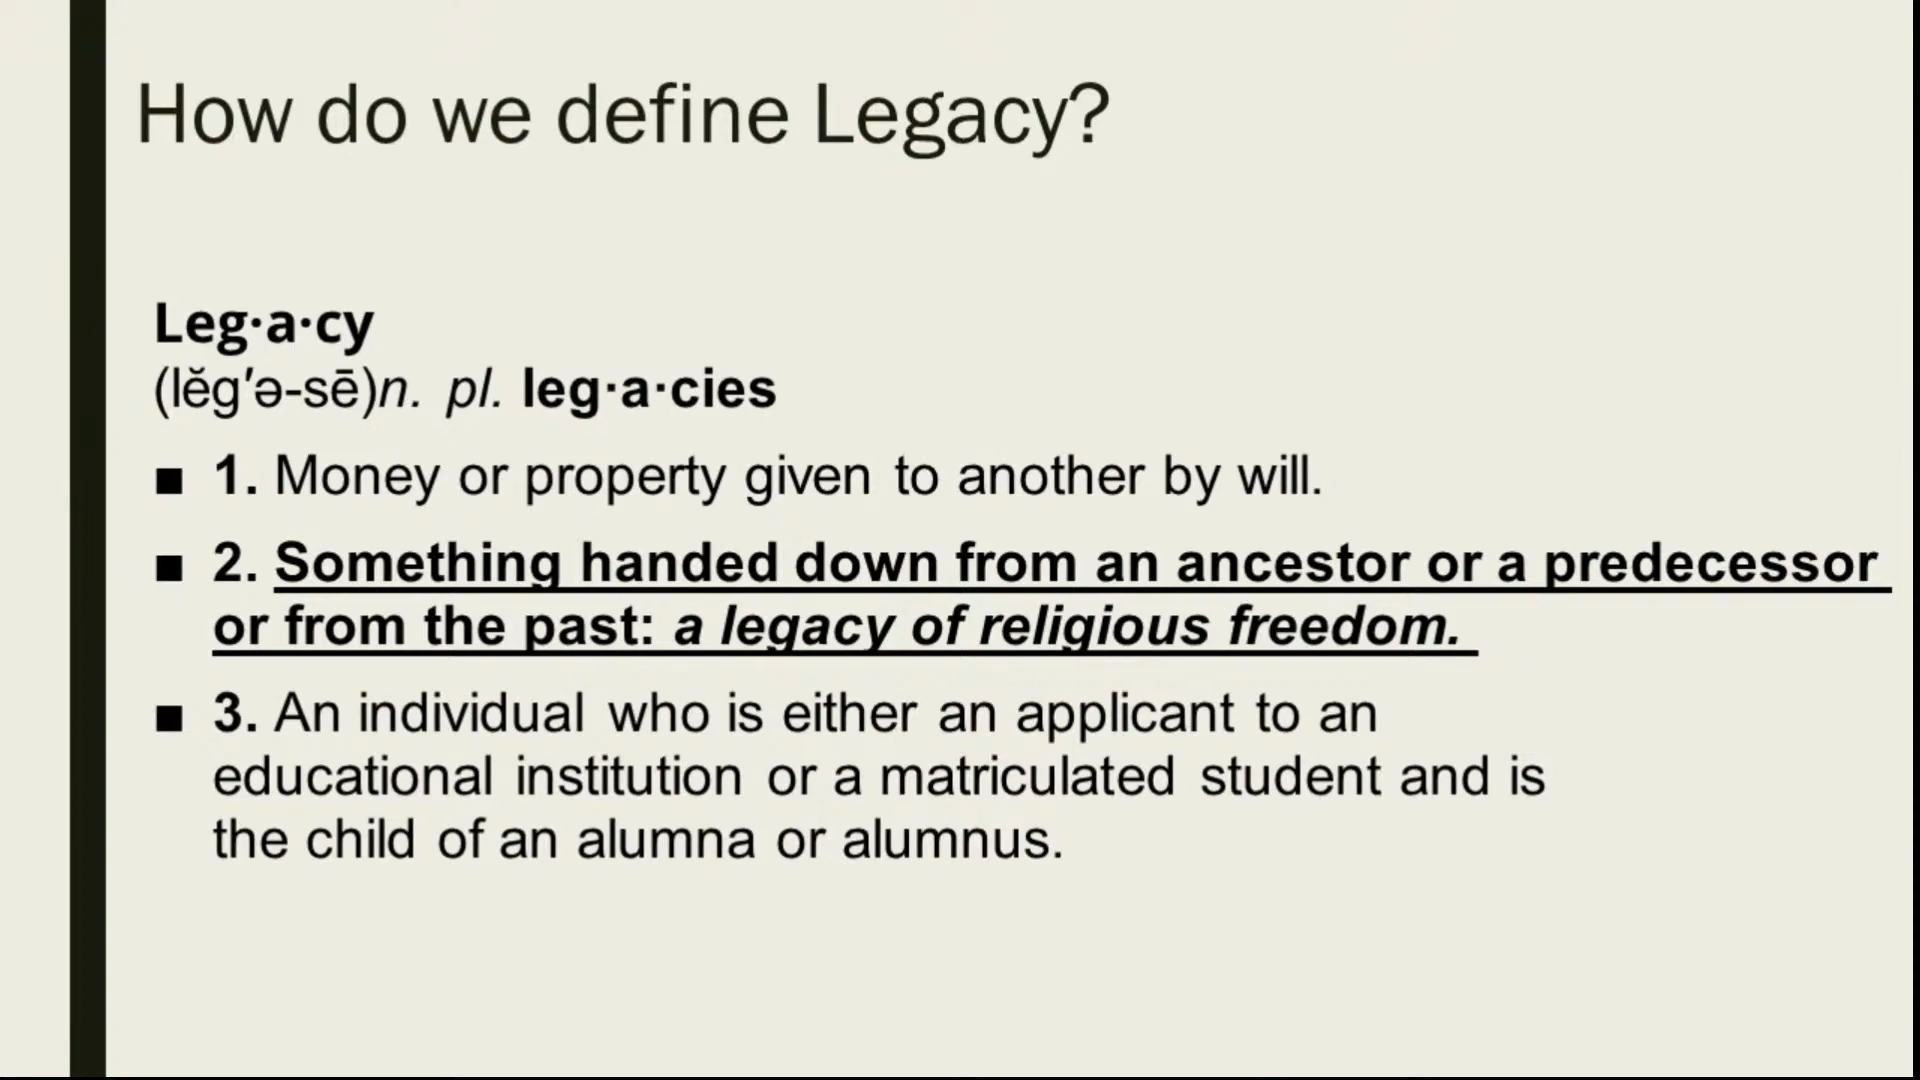 How do we define Legacy?
Leg·a·cy
(lĕg′ə-sē)n. pl. leg·a·cies
■ 1. Money or property given to another by will.
■ 2. Something handed down from an ancestor or a predecessor
or from the past: a legacy of religious freedom.
■ 3. An individual who is either an applicant to an
educational institution or a matriculated student and is
the child of an alumna or alumnus.